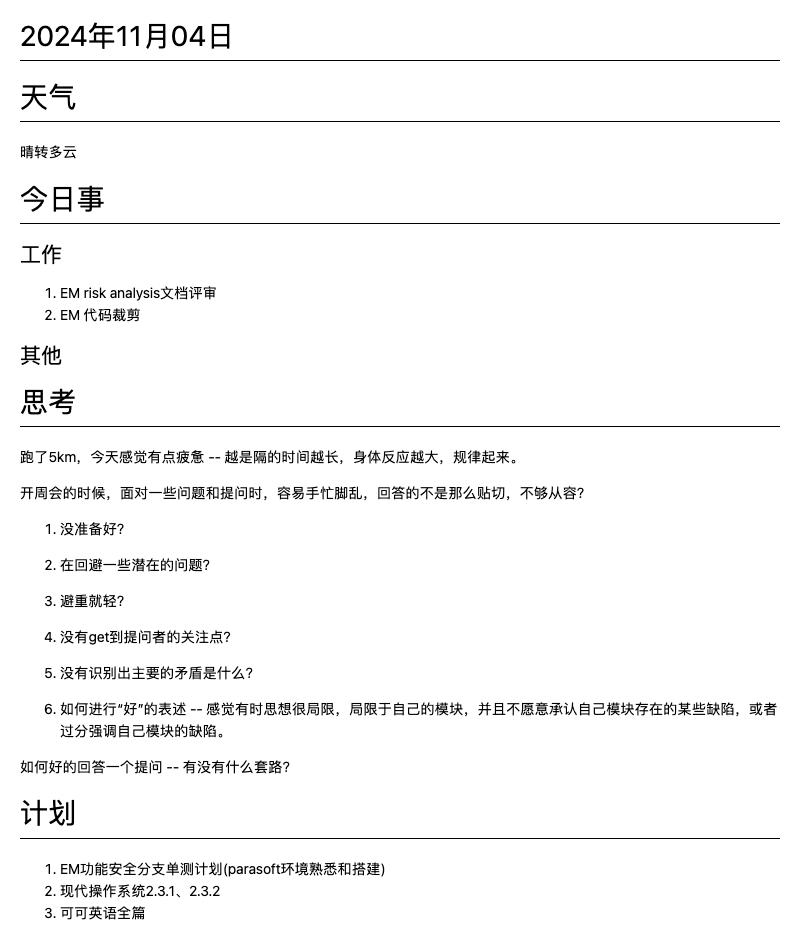 2024年11月04日
天气
晴转多云
今日事
工作
1. EM risk analysis文档评审
2. EM 代码裁剪
其他
思考
跑了5km，今天感觉有点疲惫 -- 越是隔的时间越长，身体反应越大，规律起来。
开周会的时候，面对一些问题和提问时，容易手忙脚乱，回答的不是那么贴切，不够从容？
1. 没准备好？
2. 在回避一些潜在的问题？
3. 避重就轻？
4. 没有get到提问者的关注点？
5. 没有识别出主要的矛盾是什么？
6. 如何进行“好”的表述 -- 感觉有时思想很局限，局限于自己的模块，并且不愿意承认自己模块存在的某些缺陷，或者
过分强调自己模块的缺陷。
如何好的回答一个提问 -- 有没有什么套路？
计划
1. EM功能安全分支单测计划(parasoft环境熟悉和搭建)
2. 现代操作系统2.3.1、2.3.2
3. 可可英语全篇